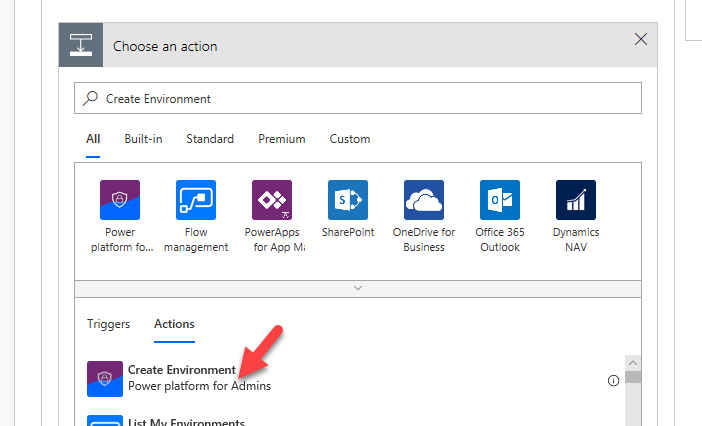 Choose an action
Create Environment
All Built-in Standard Premium Custom
Power platform fo...
Flow management
PowerApps for App Ma
SharePoint
OneDrive for Business
Office 365 Outlook
Dynamics NAV
Triggers Actions
Create Environment
Power platform for Admins
List My Environments